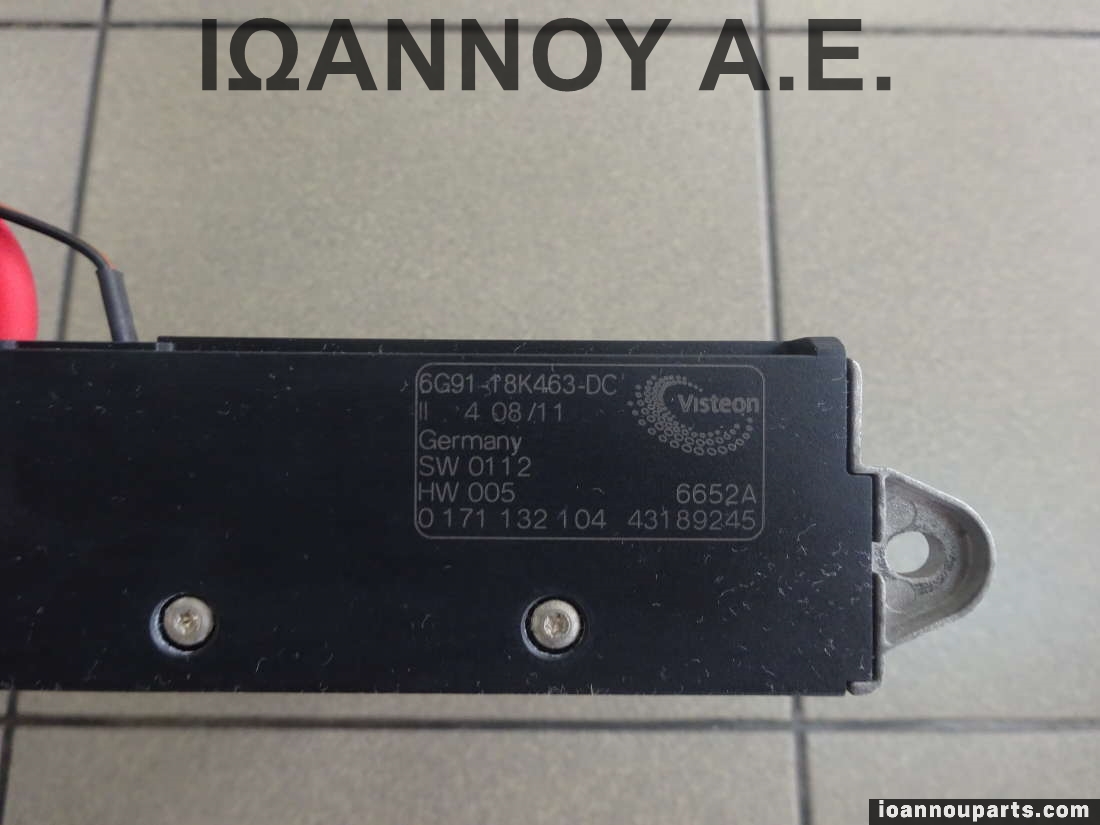 ΙΩΑΝΝΟΥ Α.Ε.
6G91-18K463-DC
Visteon
II 4 08/11
Germany
SW 0112
HW 005 6652A
0 171 132 104 43189245
ioannouparts.com